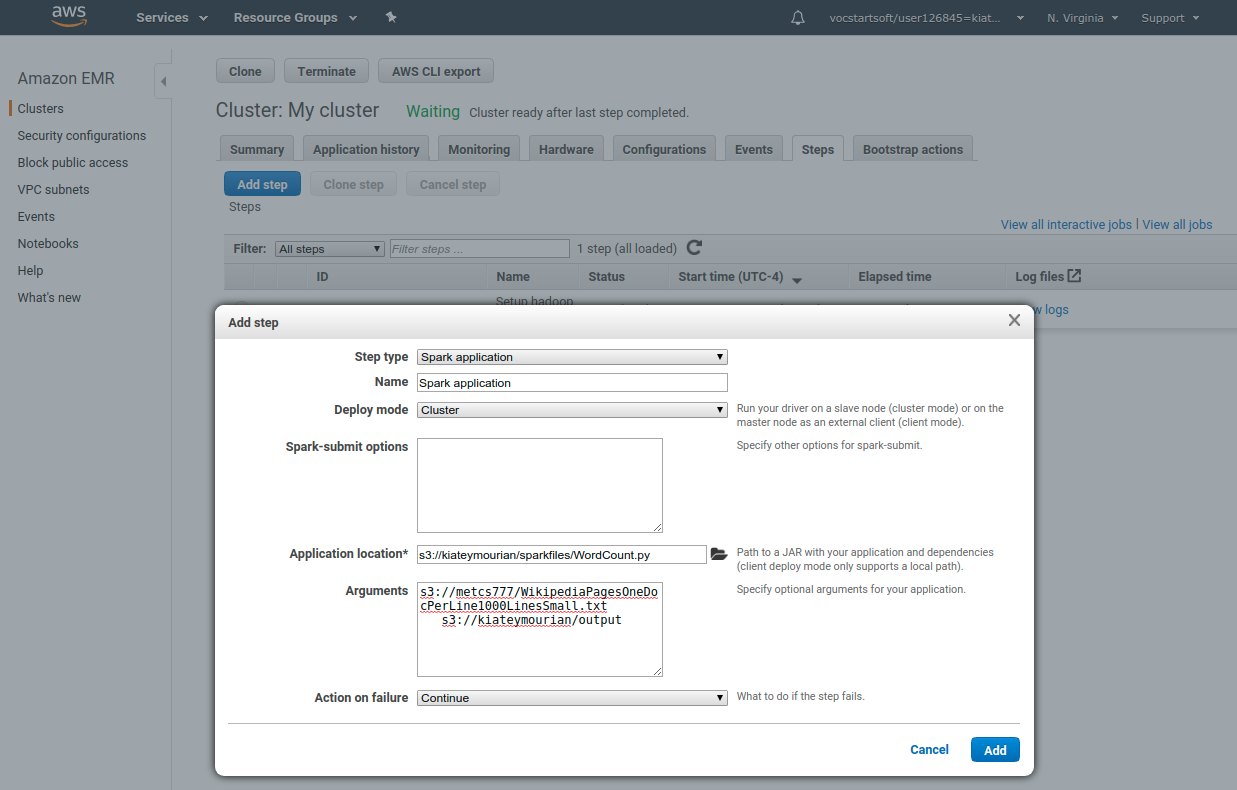 aws Services Resource Groups vocstartsoft/user126845=kiat... N. Virginia Support
Amazon EMR
Clusters
Security configurations
Block public access
VPC subnets
Events
Notebooks
Help
What's new
Clone Terminate AWS CLI export
Cluster: My cluster Waiting Cluster ready after last step completed.
Summary Application history Monitoring Hardware Configurations Events Steps Bootstrap actions
Add step Clone step Cancel step
Steps
View all interactive jobs | View all jobs
Filter: All steps Filter steps ... 1 step (all loaded)
ID Name Status Start time (UTC-4) Elapsed time Log files
Setup hadoop
logs
Add step
Step type Spark application
Name Spark application
Deploy mode Cluster
Run your driver on a slave node (cluster mode) or on the
master node as an external client (client mode).
Spark-submit options
Specify other options for spark-submit.
Application location* s3://kiateymourian/sparkfiles/WordCount.py
Path to a JAR with your application and dependencies
(client deploy mode only supports a local path).
Arguments
s3://metcs777/WikipediaPagesOneDo
cPerLine1000LinesSmall.txt
s3://kiateymourian/output
Specify optional arguments for your application.
Action on failure Continue
What to do if the step fails.
Cancel Add